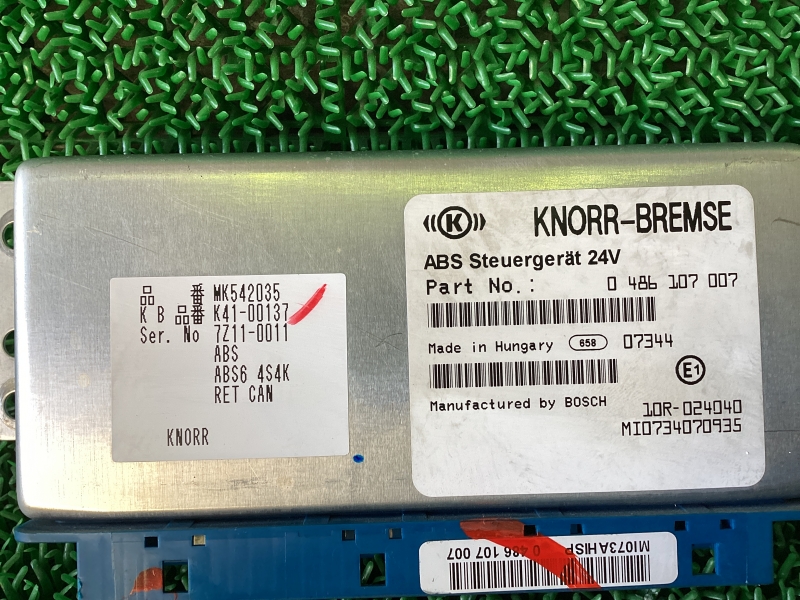 品 番 MK542035
K B 品番 K41-00137
Ser. No 7Z11-0011
ABS
ABS6 4S4K
RET CAN
KNORR
((K)) KNORR-BREMSE
ABS Steuergerät 24V
Part No.: 0 486 107 007
Made in Hungary 658 07344
E1
Manufactured by BOSCH
10R-024040
MI0734070935
MI073AHISP
0 486 107 007